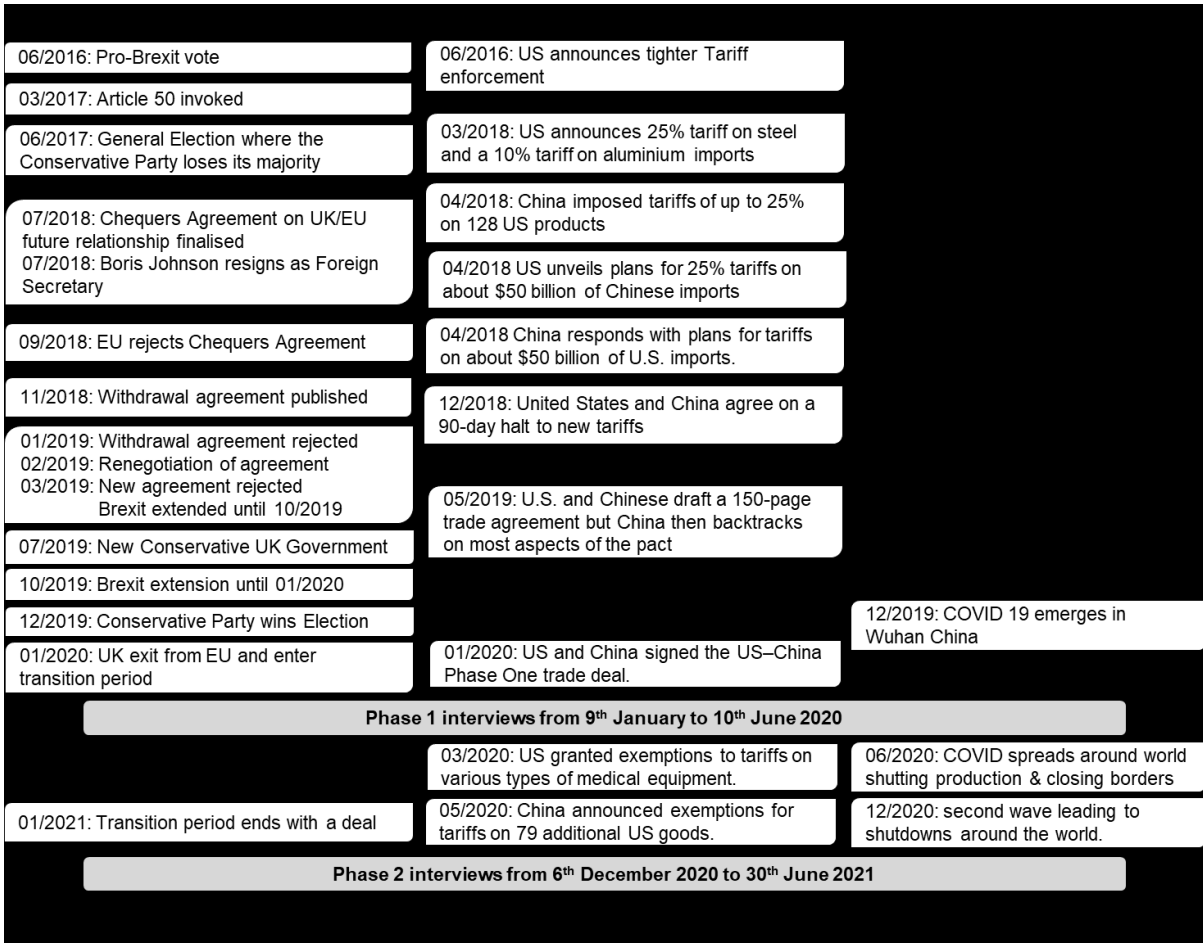 06/2016: Pro-Brexit vote
03/2017: Article 50 invoked
06/2017: General Election where the
Conservative Party loses its majority
07/2018: Chequers Agreement on UK/EU
future relationship finalised
07/2018: Boris Johnson resigns as Foreign
Secretary
09/2018: EU rejects Chequers Agreement
11/2018: Withdrawal agreement published
01/2019: Withdrawal agreement rejected
02/2019: Renegotiation of agreement
03/2019: New agreement rejected
Brexit extended until 10/2019
07/2019: New Conservative UK Government
10/2019: Brexit extension until 01/2020
12/2019: Conservative Party wins Election
01/2020: UK exit from EU and enter
transition period
06/2016: US announces tighter Tariff
enforcement
03/2018: US announces 25% tariff on steel
and a 10% tariff on aluminium imports
04/2018: China imposed tariffs of up to 25%
on 128 US products
04/2018 US unveils plans for 25% tariffs on
about $50 billion of Chinese imports
04/2018 China responds with plans for tariffs
on about $50 billion of U.S. imports.
12/2018: United States and China agree on a
90-day halt to new tariffs
05/2019: U.S. and Chinese draft a 150-page
trade agreement but China then backtracks
on most aspects of the pact
01/2020: US and China signed the US–China
Phase One trade deal.
12/2019: COVID 19 emerges in
Wuhan China
Phase 1 interviews from 9th January to 10th June 2020
01/2021: Transition period ends with a deal
03/2020: US granted exemptions to tariffs on
various types of medical equipment.
05/2020: China announced exemptions for
tariffs on 79 additional US goods.
06/2020: COVID spreads around world
shutting production & closing borders
12/2020: second wave leading to
shutdowns around the world.
Phase 2 interviews from 6th December 2020 to 30th June 2021